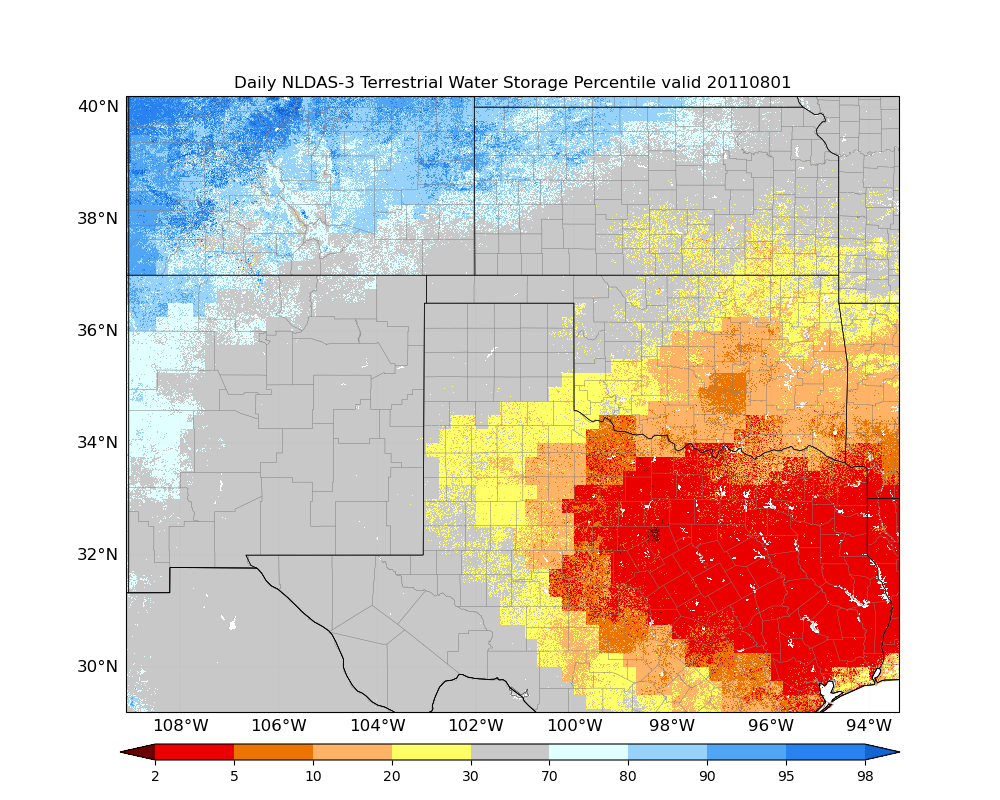 Daily NLDAS-3 Terrestrial Water Storage Percentile valid 20110801
40°N
38°N
36°N
34°N
32°N
30°N
108°W 106°W 104°W 102°W 100°W 98°W 96°W 94°W
2 5 10 20 30 70 80 90 95 98